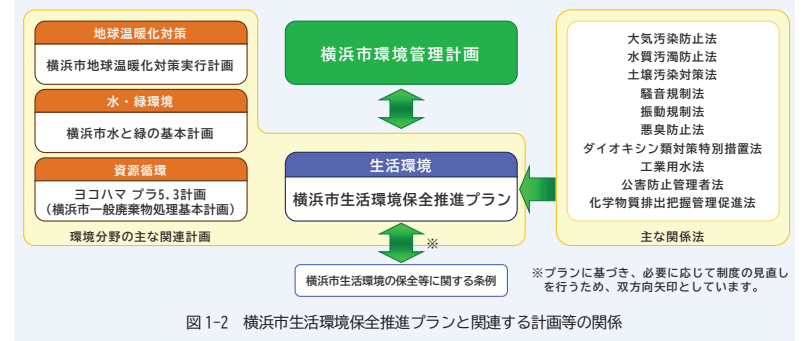 地球温暖化対策
横浜市地球温暖化対策実行計画
水・緑環境
横浜市水と緑の基本計画
資源循環
ヨコハマ プラ5.3計画
(横浜市一般廃棄物処理基本計画)
環境分野の主な関連計画
横浜市環境管理計画
生活環境
横浜市生活環境保全推進プラン
※
横浜市生活環境の保全等に関する条例
大気汚染防止法
水質汚濁防止法
土壌汚染対策法
騒音規制法
振動規制法
悪臭防止法
ダイオキシン類対策特別措置法
工業用水法
公害防止管理者法
化学物質排出把握管理促進法
主な関係法
※プランに基づき、必要に応じて制度の見直し
を行うため、双方向矢印としています。
図1-2 横浜市生活環境保全推進プランと関連する計画等の関係